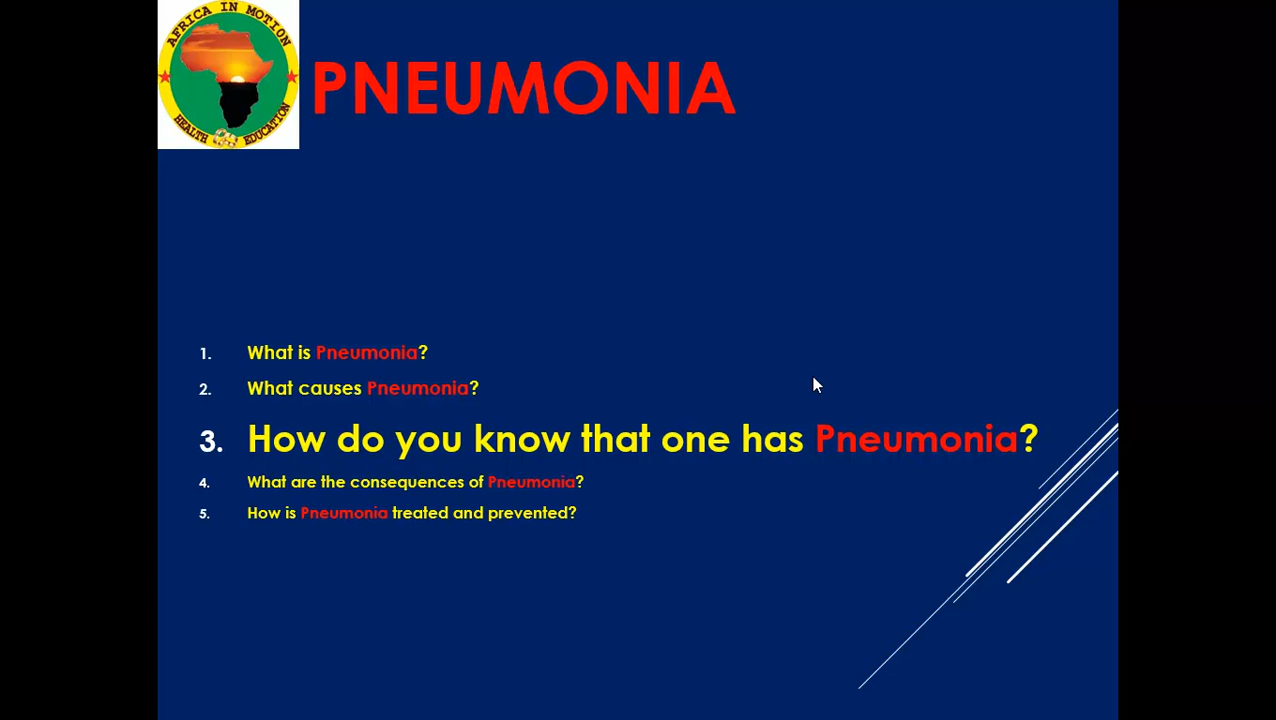 AFRICA IN MOTION
HEALTH EDUCATION
PNEUMONIA
1. What is Pneumonia?
2. What causes Pneumonia?
3. How do you know that one has Pneumonia?
4. What are the consequences of Pneumonia?
5. How is Pneumonia treated and prevented?